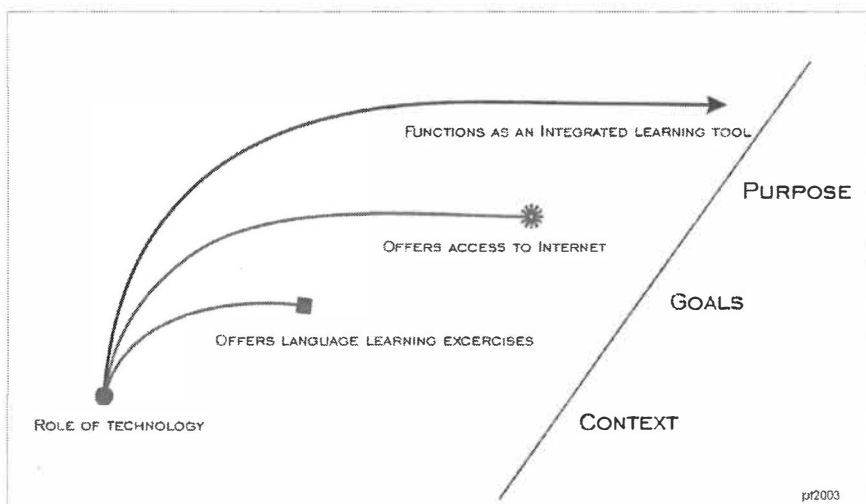 FUNCTIONS AS AN INTEGRATED LEARNING TOOL
PURPOSE
OFFERS ACCESS TO INTERNET
GOALS
OFFERS LANGUAGE LEARNING EXCERCISES
ROLE OF TECHNOLOGY
CONTEXT
pf2003